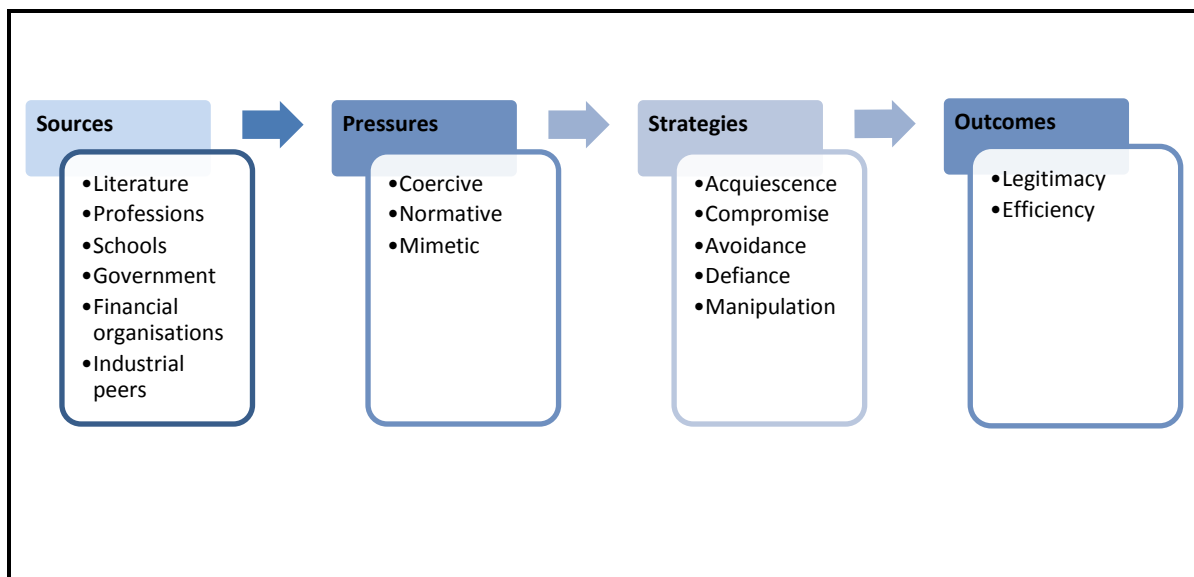 Sources
•Literature
•Professions
•Schools
•Government
•Financial
organisations
•Industrial
peers
Pressures
•Coercive
•Normative
•Mimetic
Strategies
•Acquiescence
•Compromise
•Avoidance
•Defiance
•Manipulation
Outcomes
•Legitimacy
•Efficiency